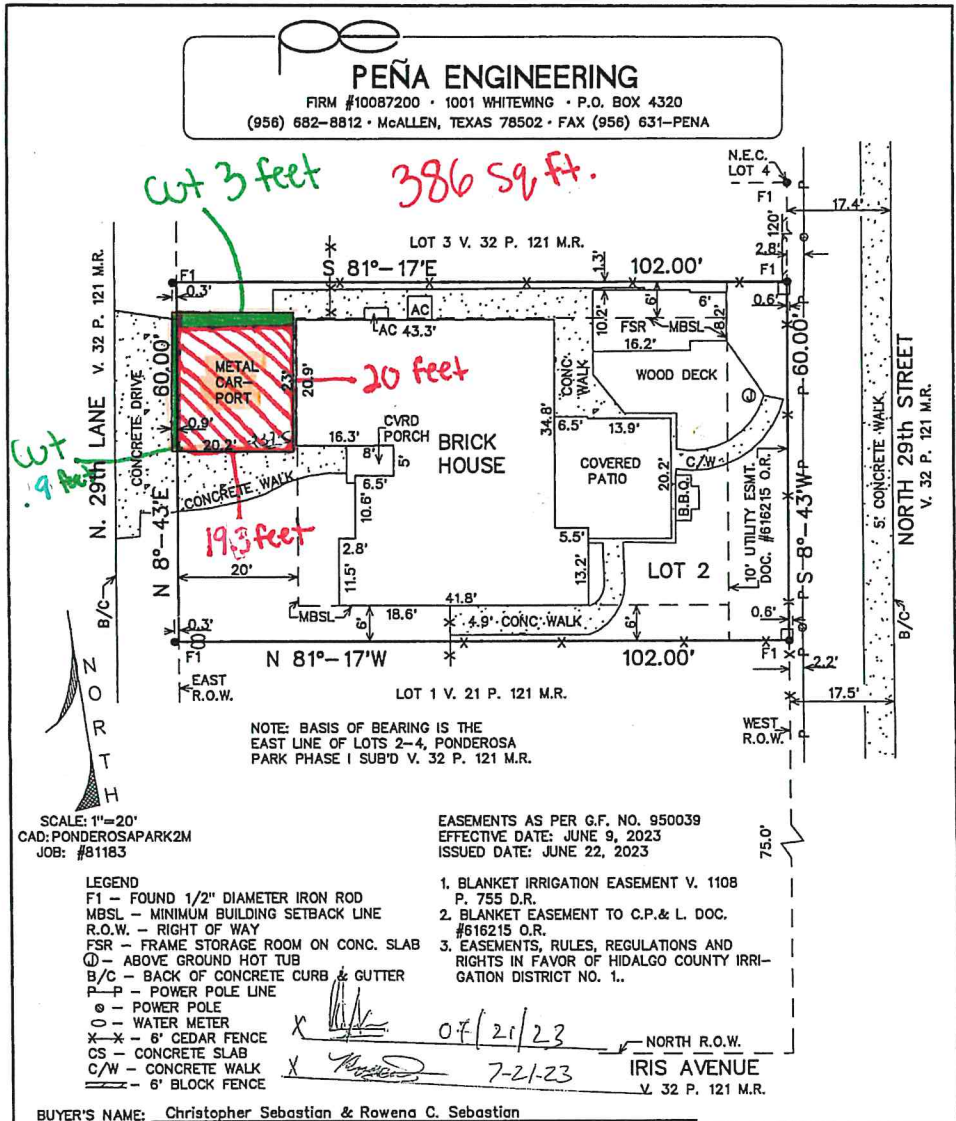 PEÑA ENGINEERING
FIRM #10087200 · 1001 WHITEWING · P.O. BOX 4320
(956) 682-8812 · McALLEN, TEXAS 78502 · FAX (956) 631-PENA
cut 3 feet
386 sq ft.
N.E.C.
LOT 4
F1
17.4'
120'
2.8'
LOT 3 V. 32 P. 121 M.R.
S 81°-17'E
102.00'
1.3'
F1
F1
0.3'
0.6'
AC
AC
43.3'
6'
6'
10.2'
FSR
MBSL
8.2'
16.2'
N. 29th LANE V. 32 P. 121 M.R.
CONCRETE DRIVE
60.00'
N 8°-43'E
METAL
CAR-
PORT
2.3'
20.9'
20 feet
CONC.
WALK
WOOD DECK
0.9'
20.2'
cut
.9 feet
CONCRETE WALK
19.3 feet
16.3'
CVRD
PORCH
8'
5'
6.5'
BRICK
HOUSE
34.8'
6.5'
13.9'
COVERED
PATIO
20.2'
C/W
B.B.Q.
10.6'
2.8'
11.5'
20'
5.5'
13.2'
LOT 2
10' UTILITY ESMT.
DOC. #616215 O.R.
60.00'
S 8°-43'W
P
P
P
P
5' CONCRETE WALK
NORTH 29th STREET
V. 32 P. 121 M.R.
B/C
B/C
MBSL
41.8'
18.6'
6'
4.9' CONC. WALK
6'
0.6'
0.3'
F1
N 81°-17'W
102.00'
F1
2.2'
17.5'
EAST
R.O.W.
LOT 1 V. 21 P. 121 M.R.
WEST
R.O.W.
NORTH
NOTE: BASIS OF BEARING IS THE
EAST LINE OF LOTS 2-4, PONDEROSA
PARK PHASE I SUB'D V. 32 P. 121 M.R.
75.0'
SCALE: 1"=20'
CAD: PONDEROSAPARK2M
JOB: #81183
EASEMENTS AS PER G.F. NO. 950039
EFFECTIVE DATE: JUNE 9, 2023
ISSUED DATE: JUNE 22, 2023
1. BLANKET IRRIGATION EASEMENT V. 1108
P. 755 D.R.
2. BLANKET EASEMENT TO C.P.& L. DOC.
#616215 O.R.
3. EASEMENTS, RULES, REGULATIONS AND
RIGHTS IN FAVOR OF HIDALGO COUNTY IRRI-
GATION DISTRICT NO. 1..
LEGEND
F1 - FOUND 1/2" DIAMETER IRON ROD
MBSL - MINIMUM BUILDING SETBACK LINE
R.O.W. - RIGHT OF WAY
FSR - FRAME STORAGE ROOM ON CONC. SLAB
- ABOVE GROUND HOT TUB
B/C - BACK OF CONCRETE CURB & GUTTER
P-P - POWER POLE LINE
- POWER POLE
- WATER METER
X-X - 6' CEDAR FENCE
CS - CONCRETE SLAB
C/W - CONCRETE WALK
- 6' BLOCK FENCE
X 07/21/23
X 7-21-23
NORTH R.O.W.
IRIS AVENUE
V. 32 P. 121 M.R.
BUYER'S NAME: Christopher Sebastian & Rowena C. Sebastian